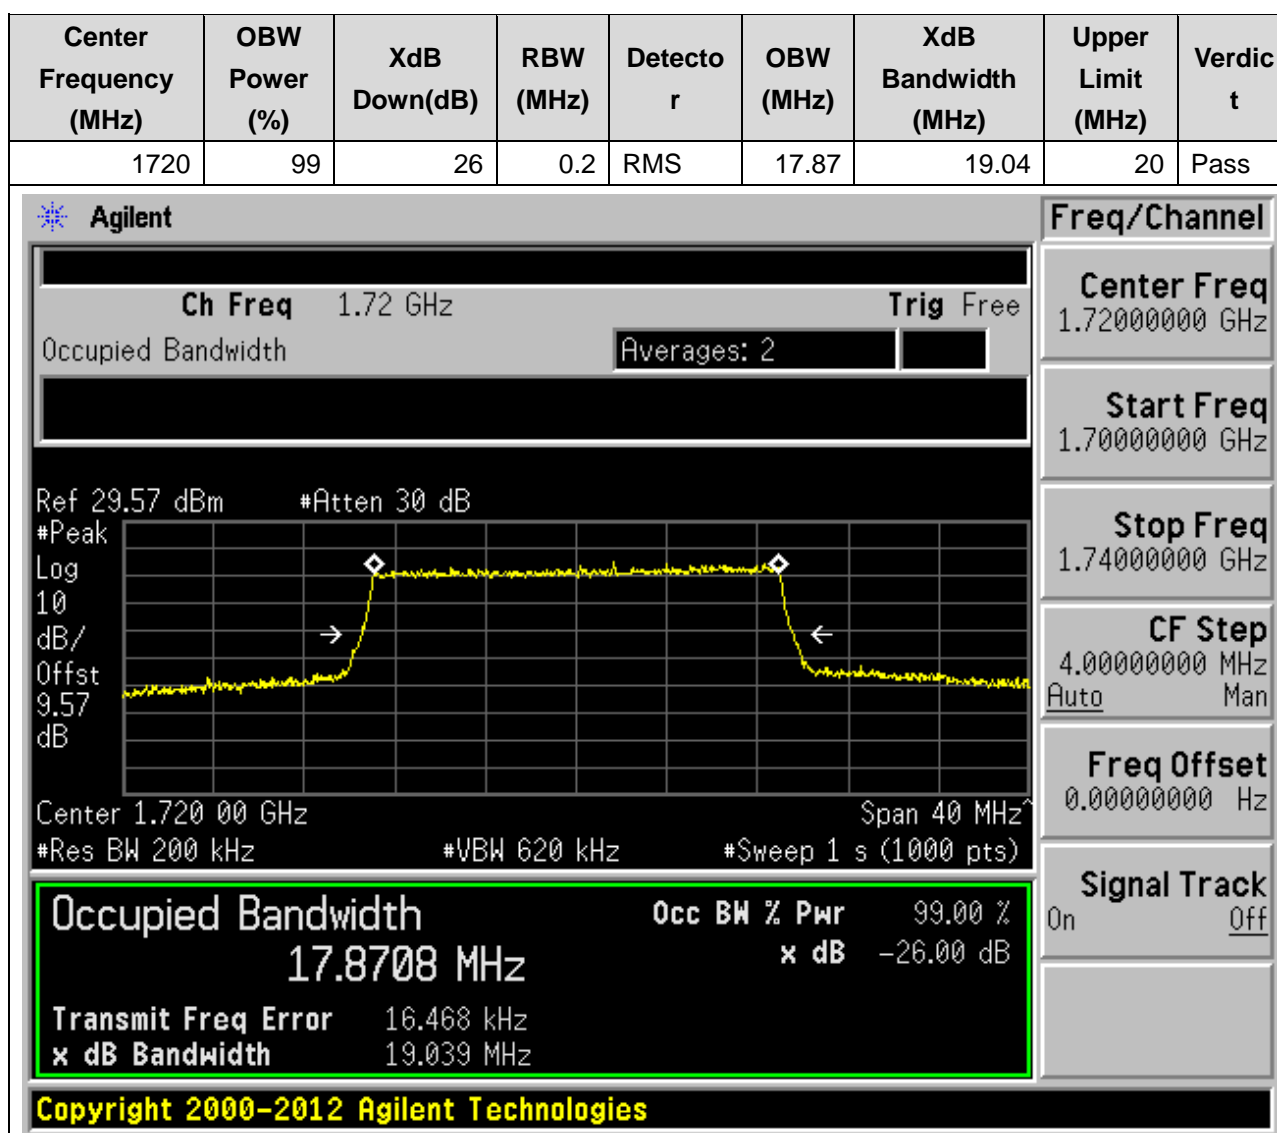 Center Frequency (MHz) OBW Power (%) XdB Down(dB) RBW (MHz) Detector OBW (MHz) XdB Bandwidth (MHz) Upper Limit (MHz) Verdict
1720 99 26 0.2 RMS 17.87 19.04 20 Pass
Agilent
Freq/Channel
Ch Freq 1.72 GHz Trig Free
Occupied Bandwidth Averages: 2
Ref 29.57 dBm #Atten 30 dB
#Peak
Log
10
dB/
Offst
9.57
dB
Center 1.720 00 GHz Span 40 MHz^
#Res BW 200 kHz #VBW 620 kHz #Sweep 1 s (1000 pts)
Occupied Bandwidth Occ BW % Pwr 99.00 %
17.8708 MHz x dB -26.00 dB
Transmit Freq Error 16.468 kHz
x dB Bandwidth 19.039 MHz
Center Freq
1.72000000 GHz
Start Freq
1.70000000 GHz
Stop Freq
1.74000000 GHz
CF Step
4.00000000 MHz
Auto Man
Freq Offset
0.00000000 Hz
Signal Track
On Off
Copyright 2000-2012 Agilent Technologies